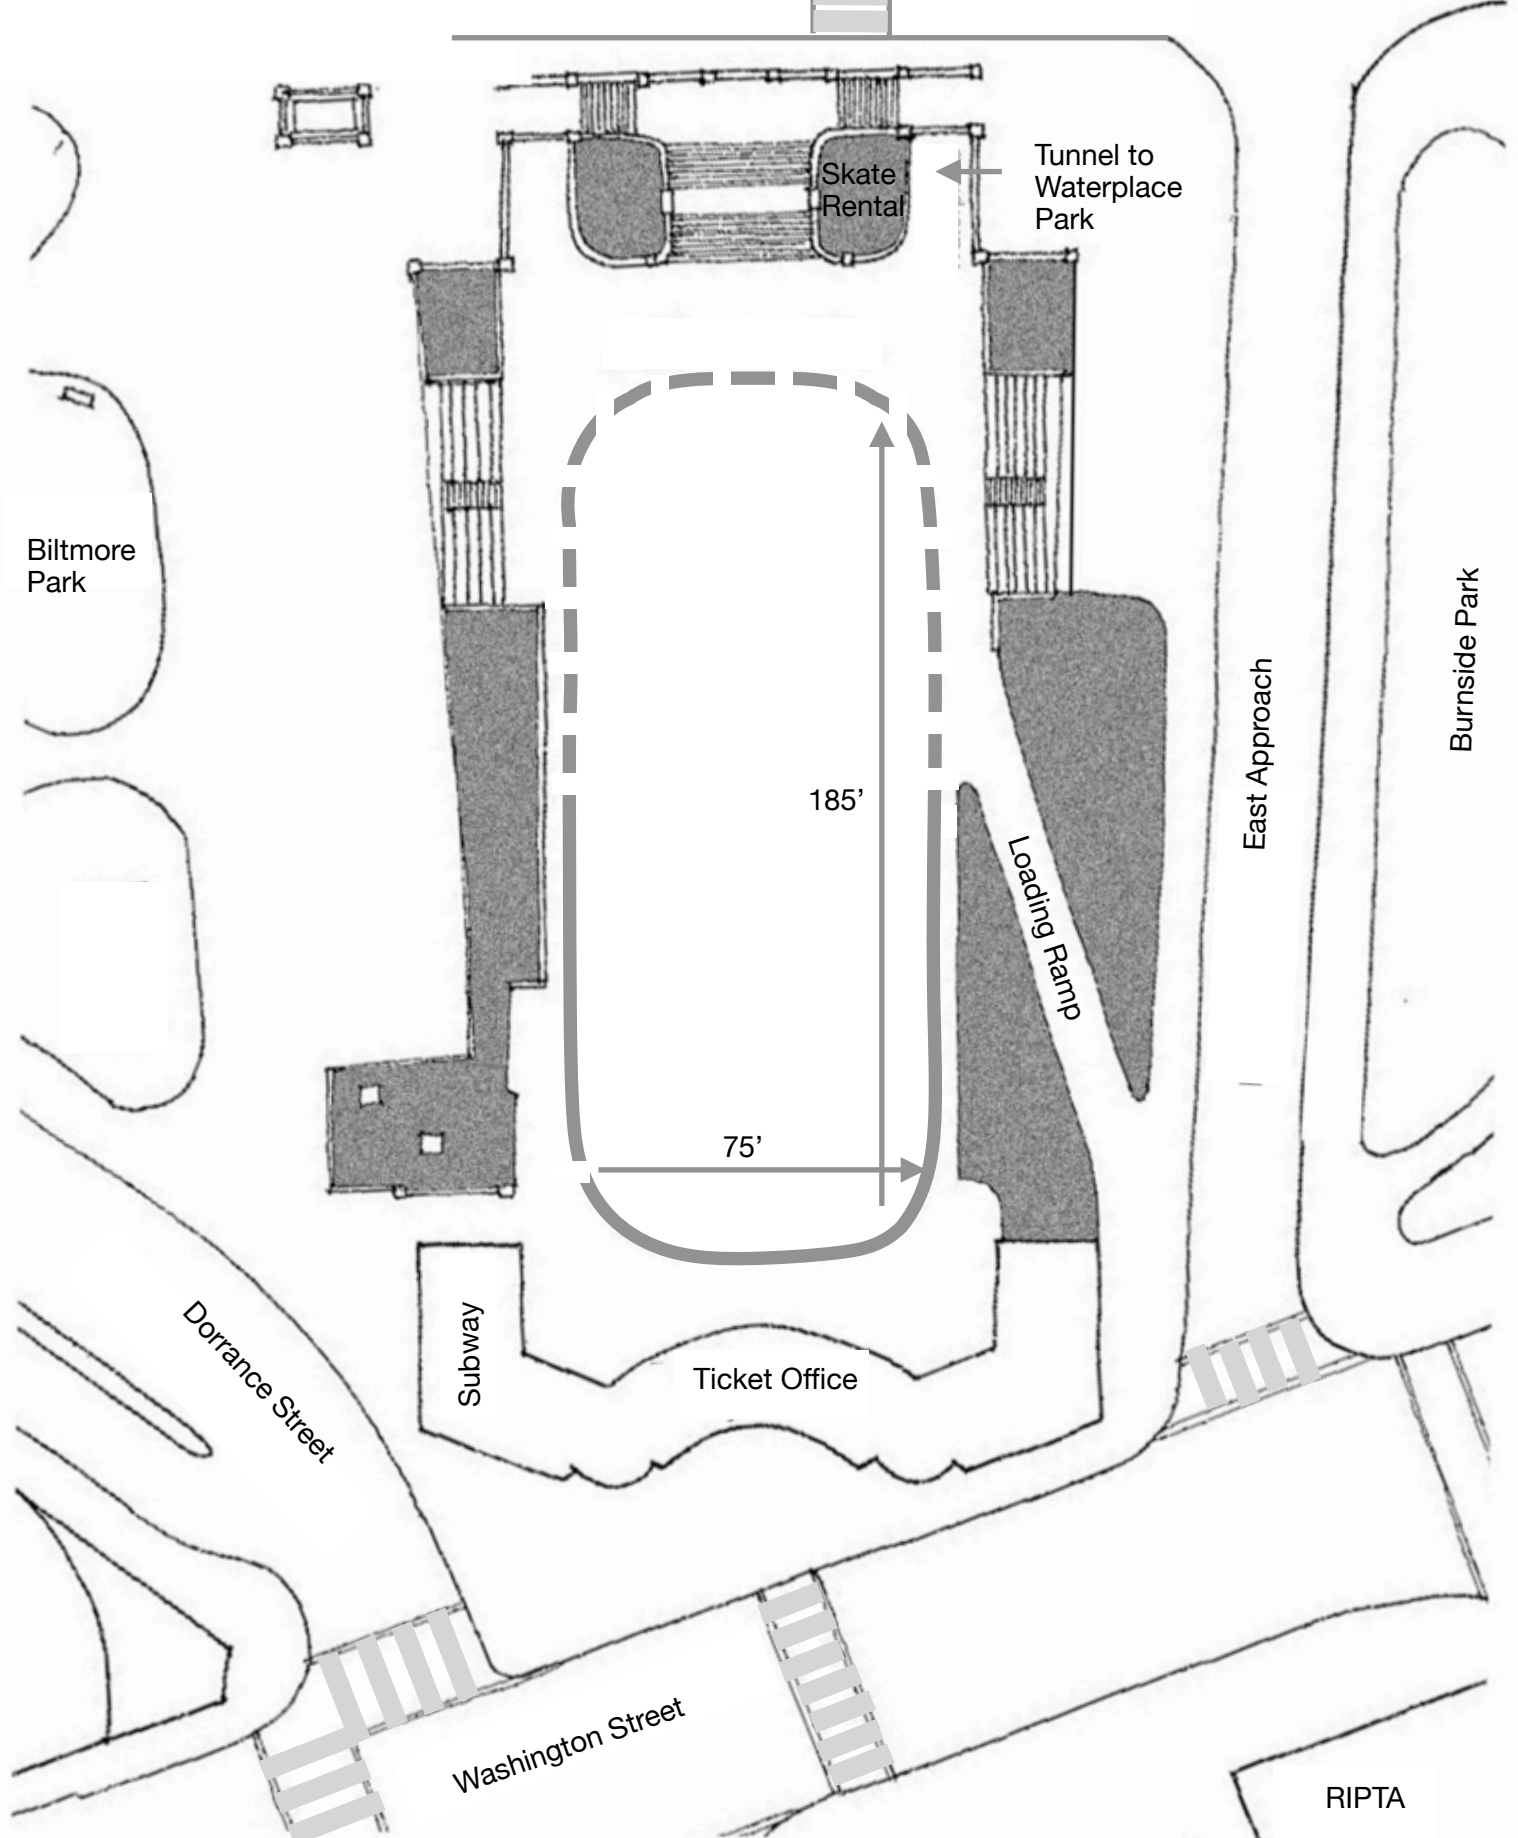 Skate
Rental
Tunnel to
Waterplace
Park
Biltmore
Park
Burnside Park
East Approach
185’
Loading Ramp
75’
Subway
Ticket Office
Dorrance Street
Washington Street
RIPTA